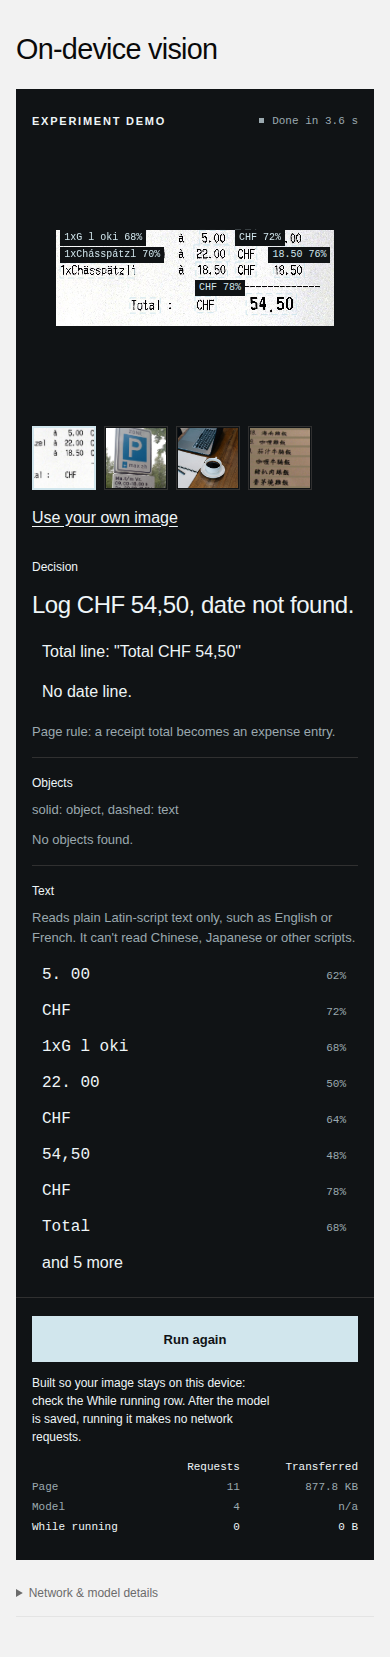 On-device vision
EXPERIMENT DEMO Done in 3.6 s
1xG l oki 68% à 5.00 CHF 72% .00
1xChässpätzl 70% à 22.00 CHF 18.50 76%
1xChässpätzli à 18.50 CHF 18.50
CHF 78%
Total : CHF 54.50
Use your own image
Decision
Log CHF 54,50, date not found.
Total line: "Total CHF 54,50"
No date line.
Page rule: a receipt total becomes an expense entry.
Objects
solid: object, dashed: text
No objects found.
Text
Reads plain Latin-script text only, such as English or
French. It can't read Chinese, Japanese or other scripts.
5. 00 62%
CHF 72%
1xG l oki 68%
22. 00 50%
CHF 64%
54,50 48%
CHF 78%
Total 68%
and 5 more
Run again
Built so your image stays on this device:
check the While running row. After the model
is saved, running it makes no network
requests.
Requests Transferred
Page 11 877.8 KB
Model 4 n/a
While running 0 0 B
Network & model details